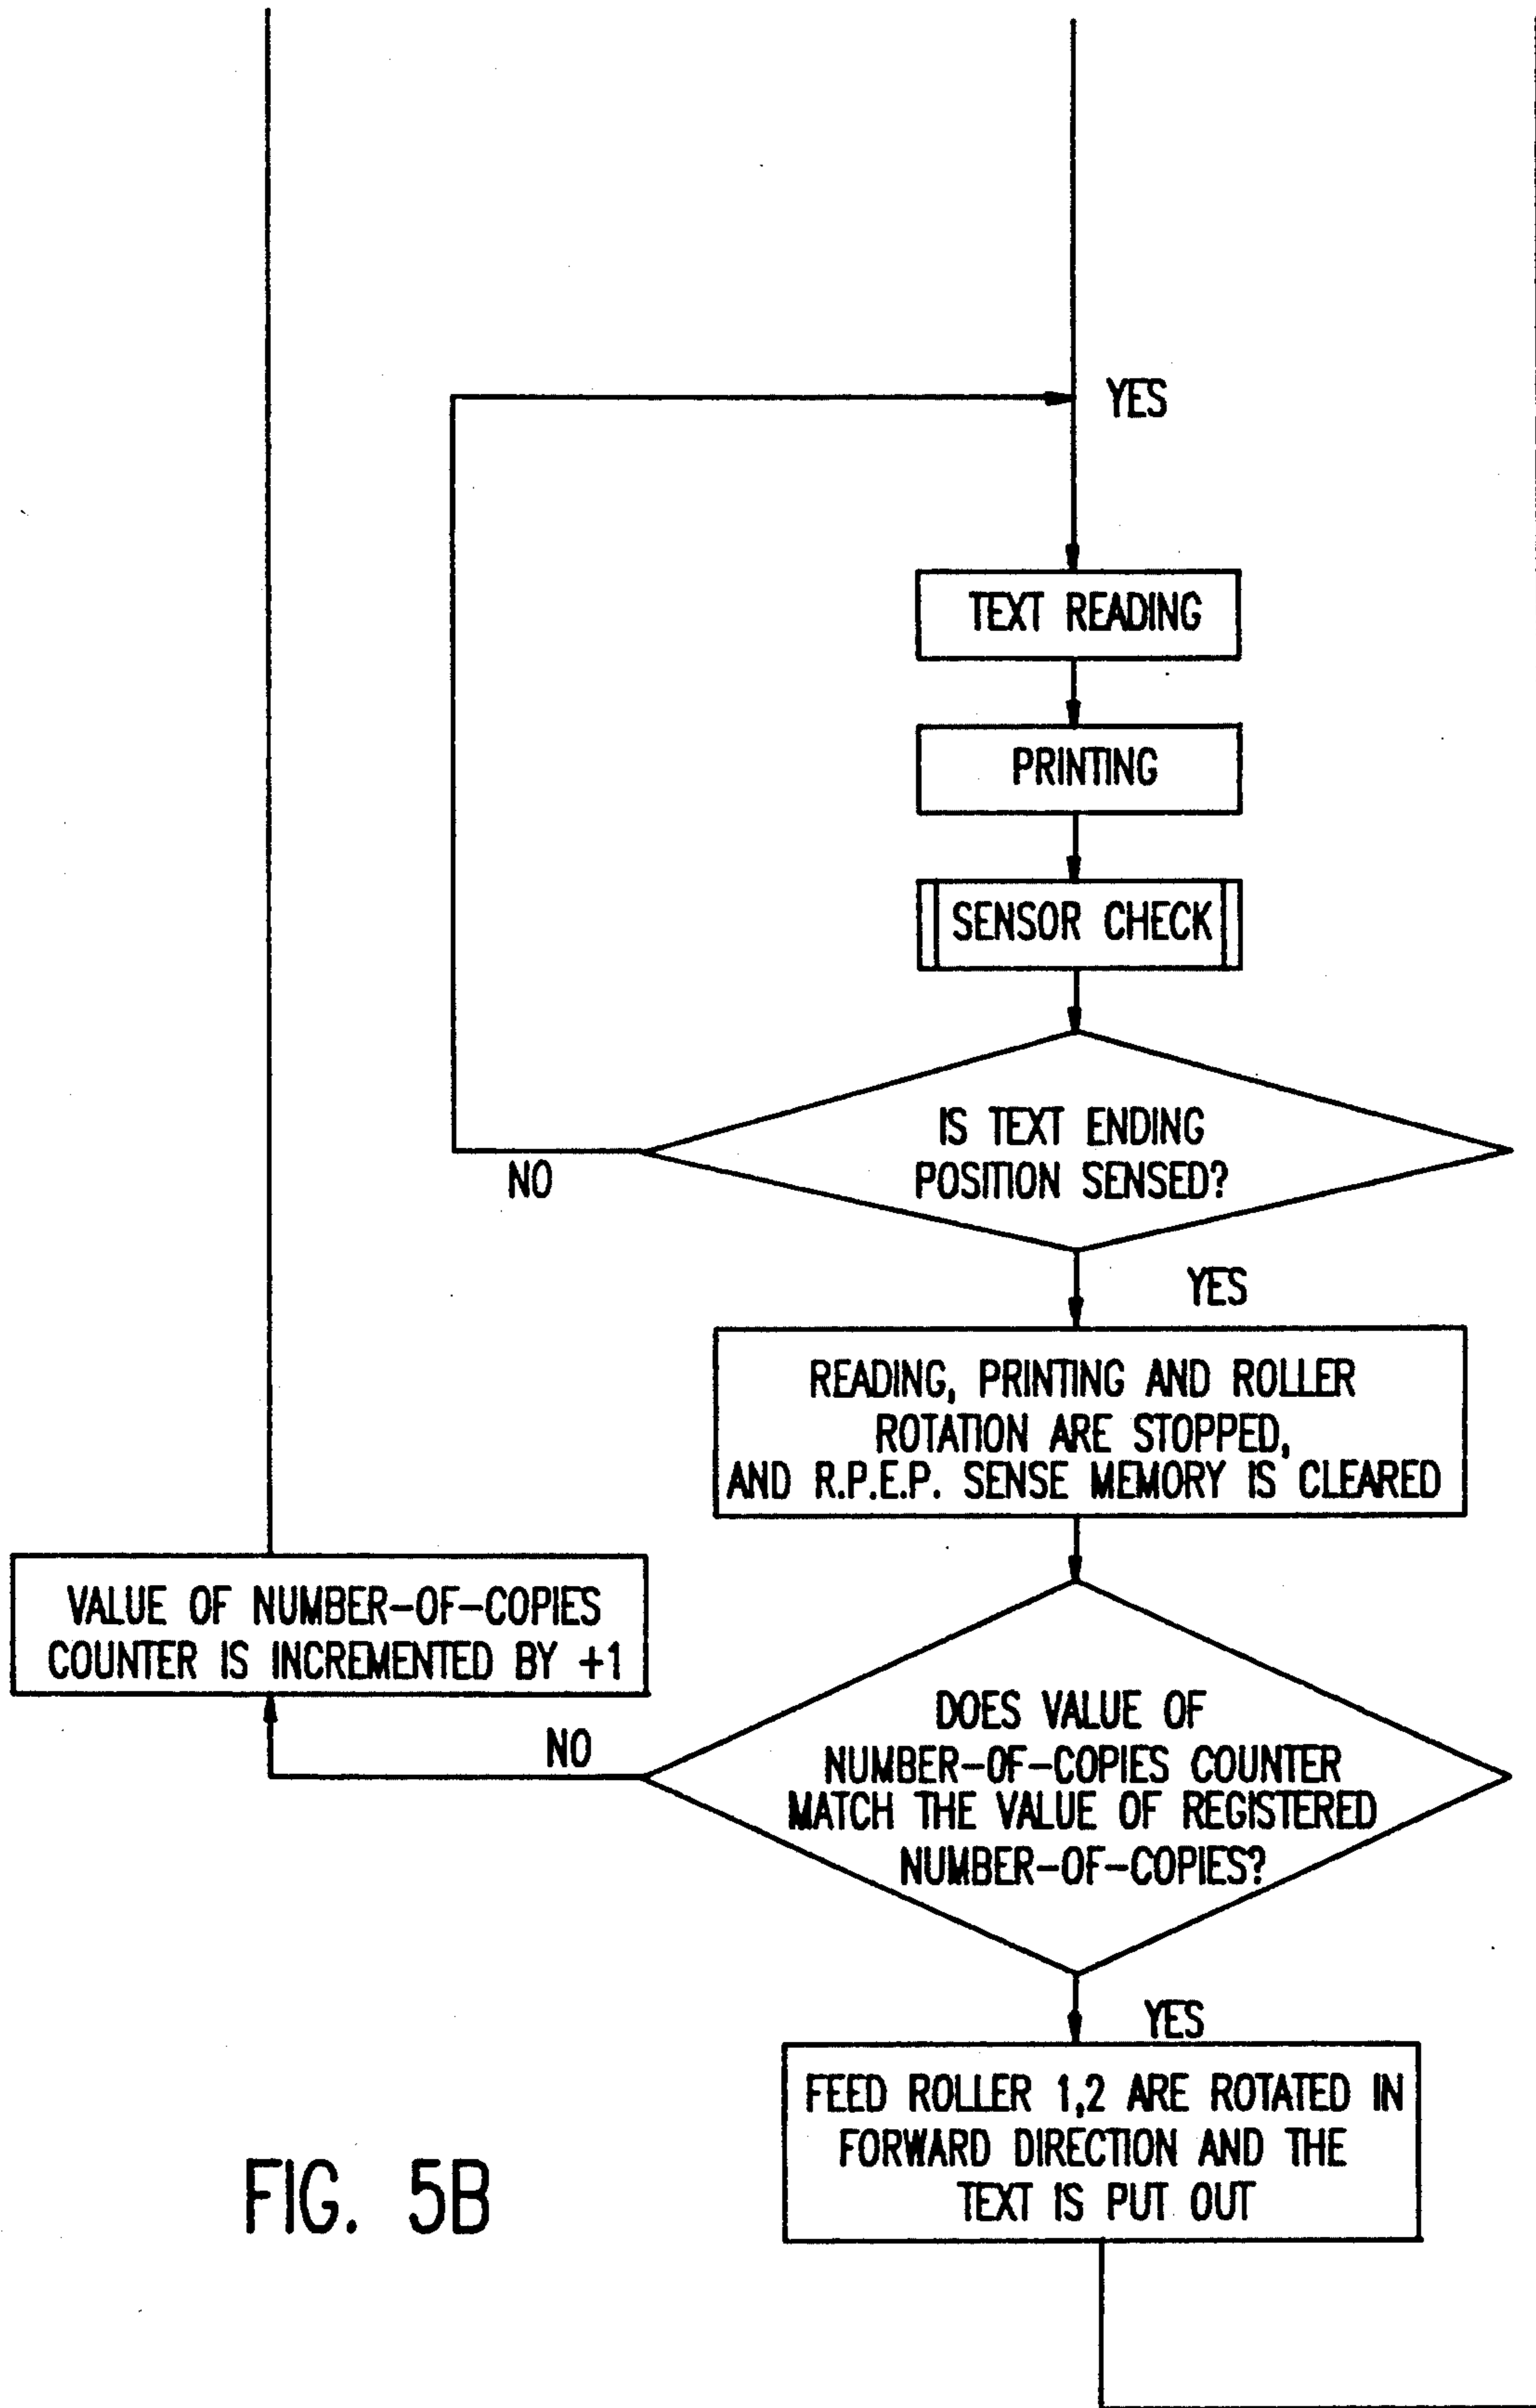 YES
TEXT READING
PRINTING
SENSOR CHECK
IS TEXT ENDING
POSITION SENSED?
NO
YES
READING, PRINTING AND ROLLER
ROTATION ARE STOPPED,
AND R.P.E.P. SENSE MEMORY IS CLEARED
VALUE OF NUMBER-OF-COPIES
COUNTER IS INCREMENTED BY +1
NO
DOES VALUE OF
NUMBER-OF-COPIES COUNTER
MATCH THE VALUE OF REGISTERED
NUMBER-OF-COPIES?
YES
FEED ROLLER 1,2 ARE ROTATED IN
FORWARD DIRECTION AND THE
TEXT IS PUT OUT
FIG. 5B